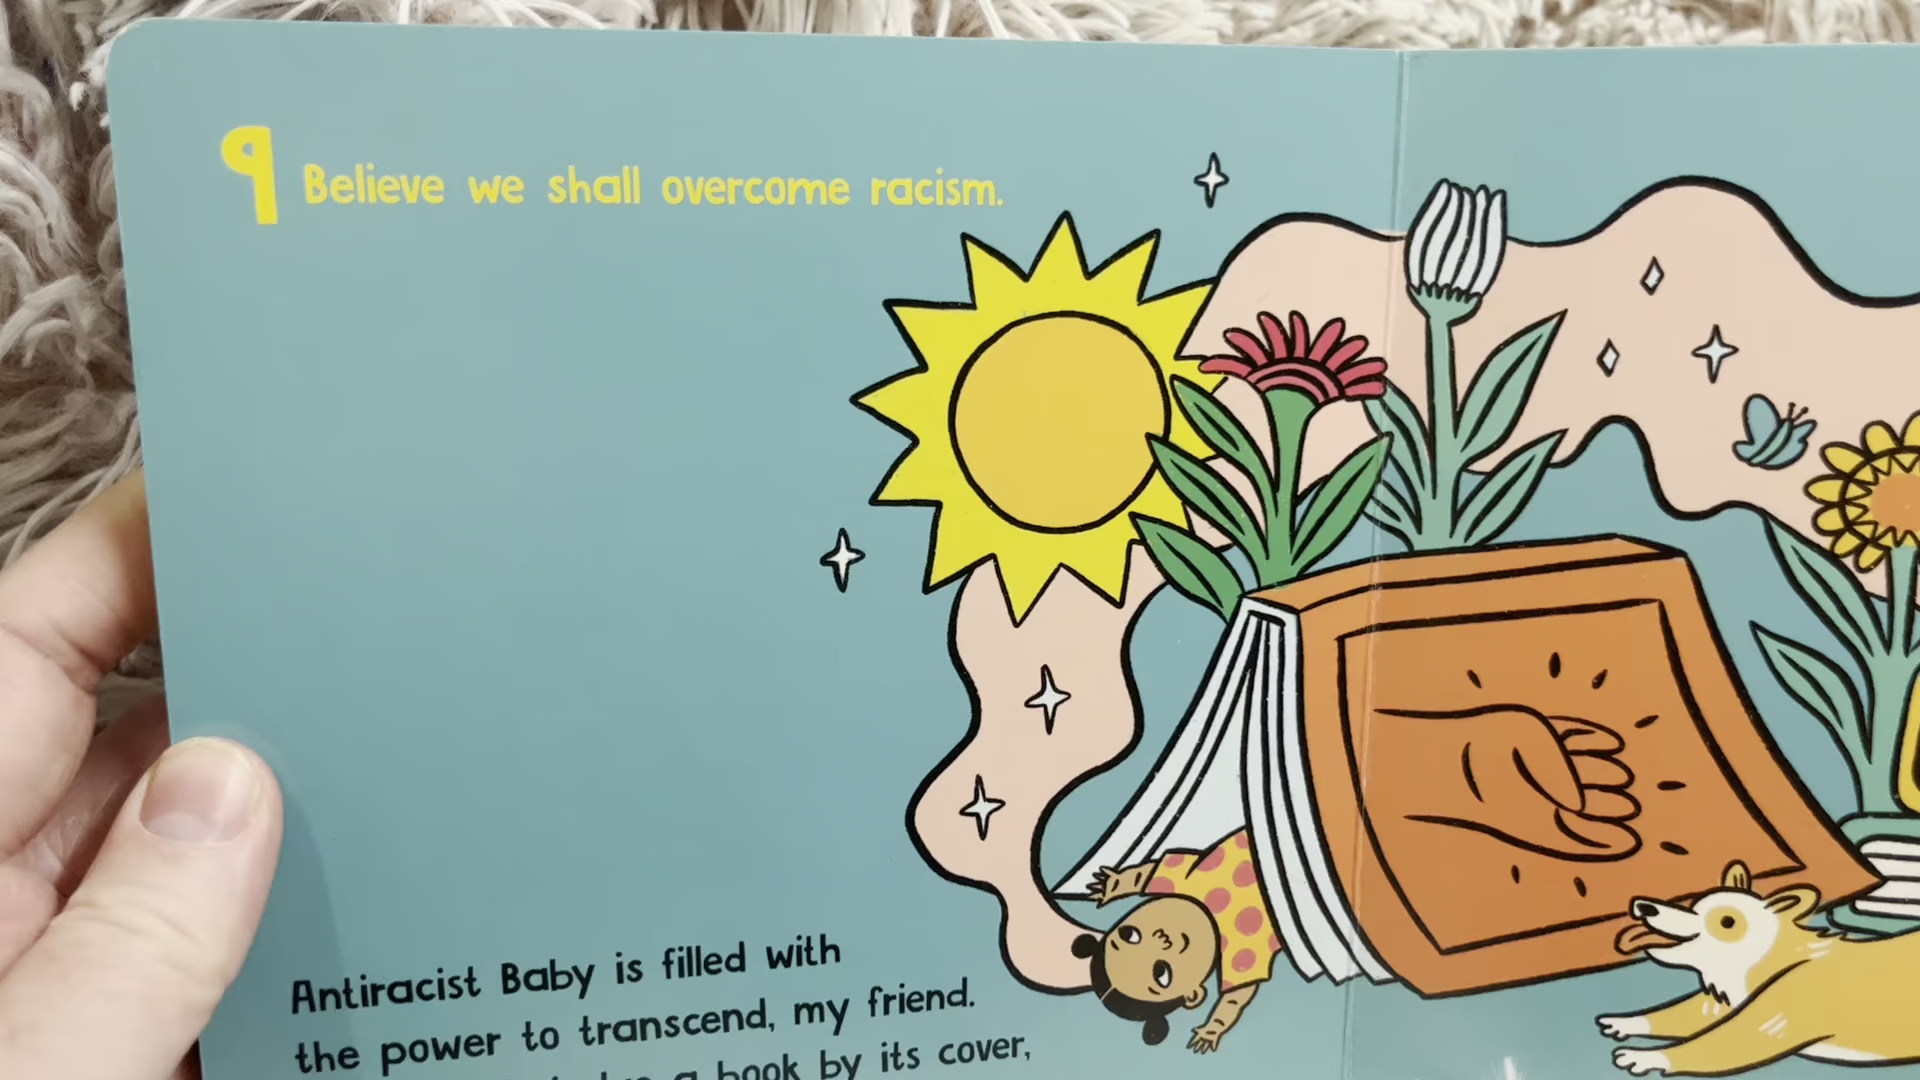 9 Believe we shall overcome racism.
Antiracist Baby is filled with
the power to transcend, my friend.
a book by its cover,